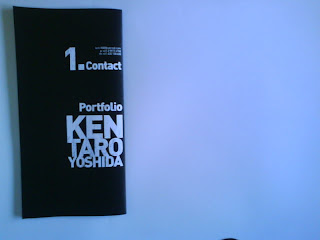 1.Contact
Portfolio
KEN
TARO
YOSHIDA